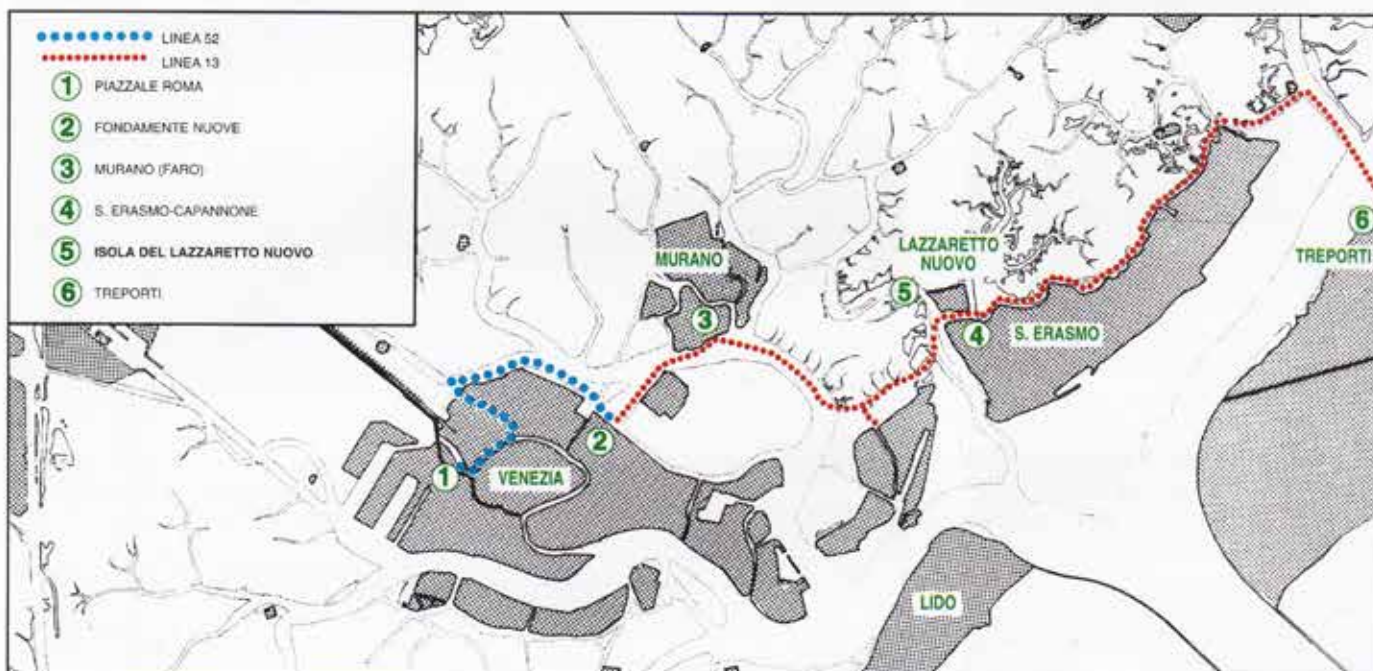 LINEA 52
LINEA 13
1 PIAZZALE ROMA
2 FONDAMENTE NUOVE
3 MURANO (FARO)
4 S. ERASMO-CAPANNONE
5 ISOLA DEL LAZZARETTO NUOVO
6 TREPORTI
MURANO
3
LAZZARETTO
NUOVO
5
4
S. ERASMO
6
TREPORTI
1
VENEZIA
2
LIDO